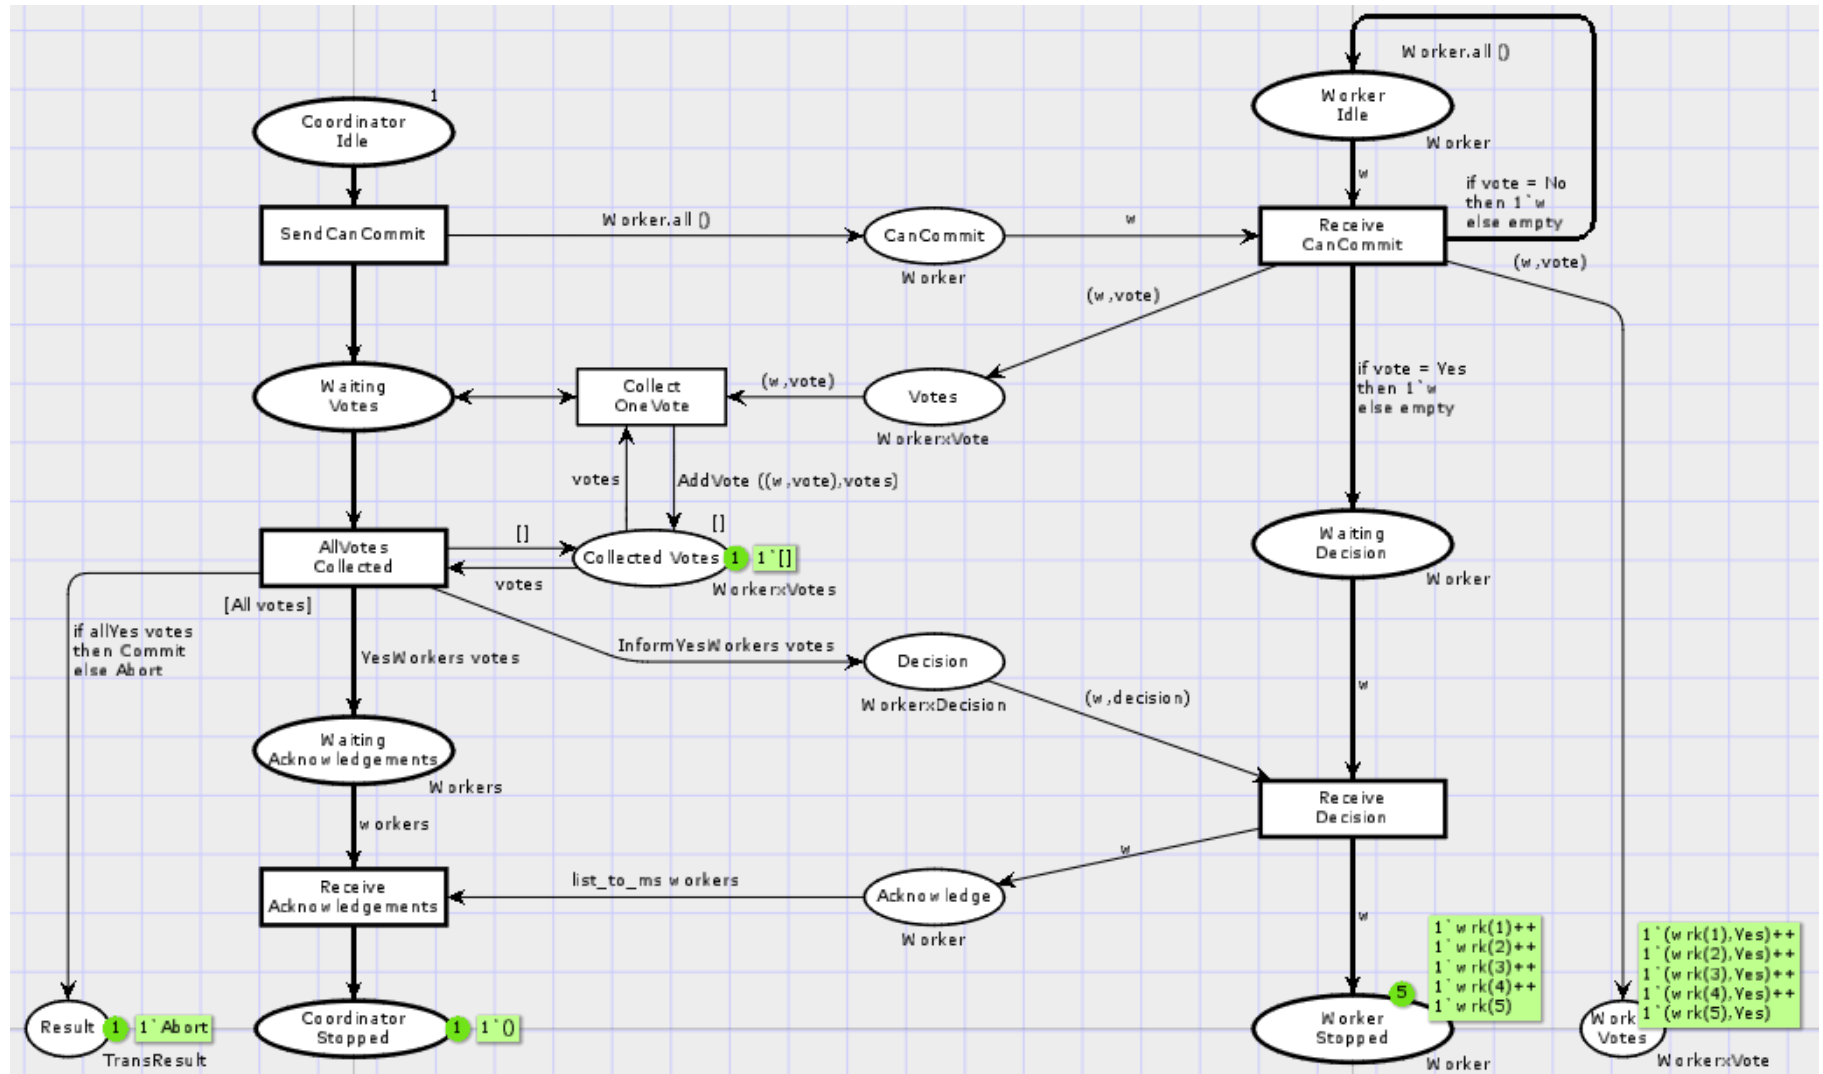 Worker.all ()
1
Coordinator
Idle
Worker
Idle
Worker
w
if vote = No
then 1`w
else empty
SendCanCommit
Worker.all ()
CanCommit
Worker
w
Receive
CanCommit
(w,vote)
(w,vote)
Waiting
Votes
Collect
OneVote
(w,vote)
Votes
WorkerxVote
if vote = Yes
then 1`w
else empty
votes
AddVote ((w,vote),votes)
[]
[]
AllVotes
Collected
Collected Votes
1
1`[]
WorkerxVotes
votes
[All votes]
Waiting
Decision
Worker
if allYes votes
then Commit
else Abort
YesWorkers votes
InformYesWorkers votes
Decision
WorkerxDecision
(w,decision)
w
Waiting
Acknowledgements
Workers
workers
Receive
Decision
w
Receive
Acknowledgements
list_to_ms workers
Acknowledge
Worker
w
1`wrk(1)++
1`wrk(2)++
1`wrk(3)++
1`wrk(4)++
1`wrk(5)
5
1`(wrk(1),Yes)++
1`(wrk(2),Yes)++
1`(wrk(3),Yes)++
1`(wrk(4),Yes)++
1`(wrk(5),Yes)
Result
1
1`Abort
TransResult
Coordinator
Stopped
1
1`()
Worker
Stopped
Worker
Work
Votes
WorkerxVote